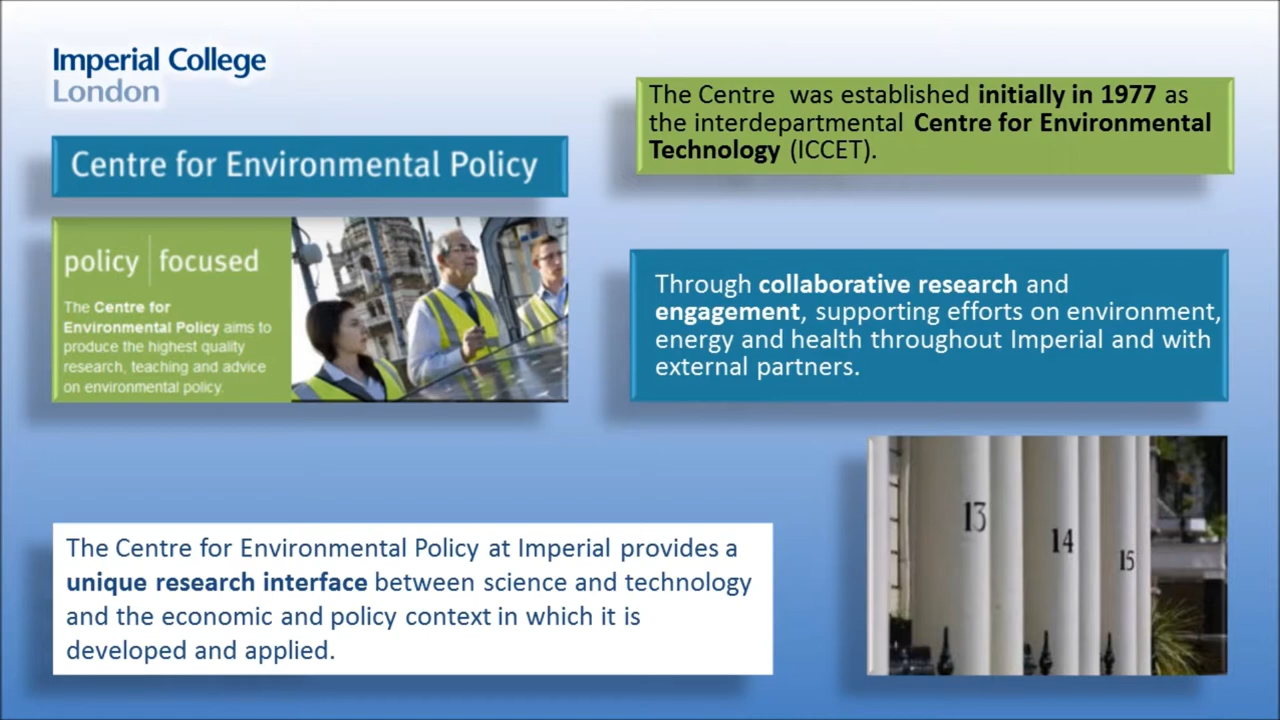 Imperial College
London
Centre for Environmental Policy
policy | focused
The Centre for
Environmental Policy aims to
produce the highest quality
research, teaching and advice
on environmental policy.
The Centre was established initially in 1977 as
the interdepartmental Centre for Environmental
Technology (ICCET).
Through collaborative research and
engagement, supporting efforts on environment,
energy and health throughout Imperial and with
external partners.
The Centre for Environmental Policy at Imperial provides a
unique research interface between science and technology
and the economic and policy context in which it is
developed and applied.
13
14
15